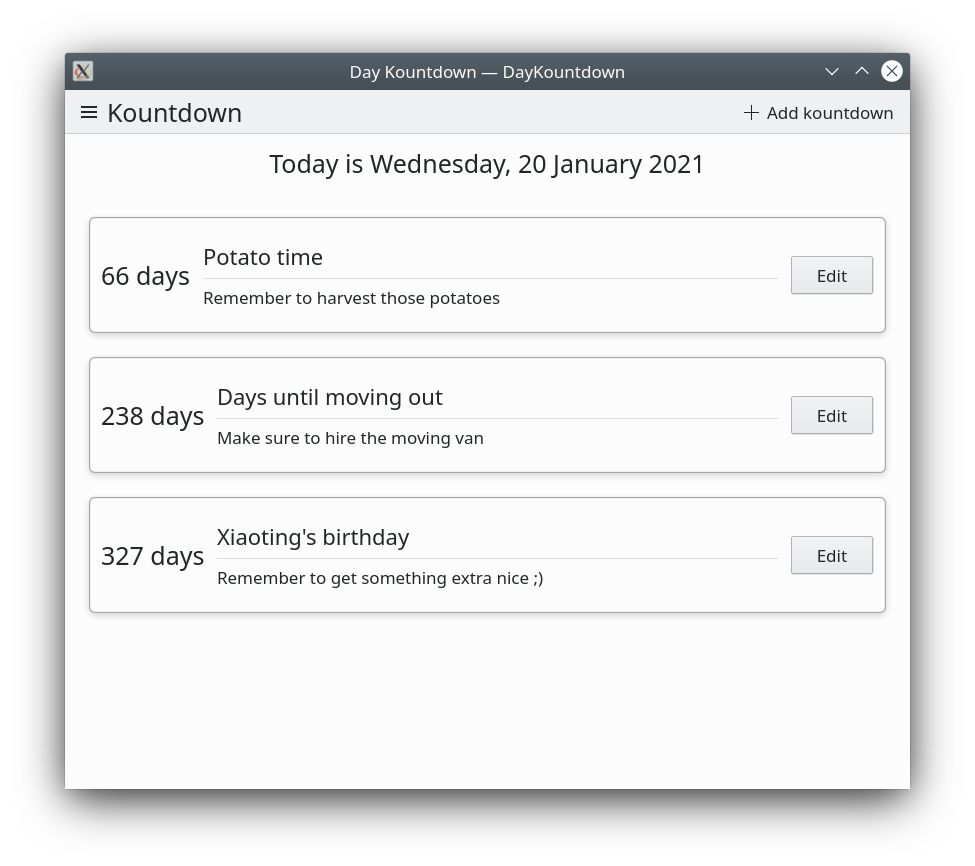 Day Kountdown — DayKountdown
Kountdown
Add kountdown
Today is Wednesday, 20 January 2021
66 days
Potato time
Remember to harvest those potatoes
Edit
238 days
Days until moving out
Make sure to hire the moving van
Edit
327 days
Xiaoting's birthday
Remember to get something extra nice ;)
Edit